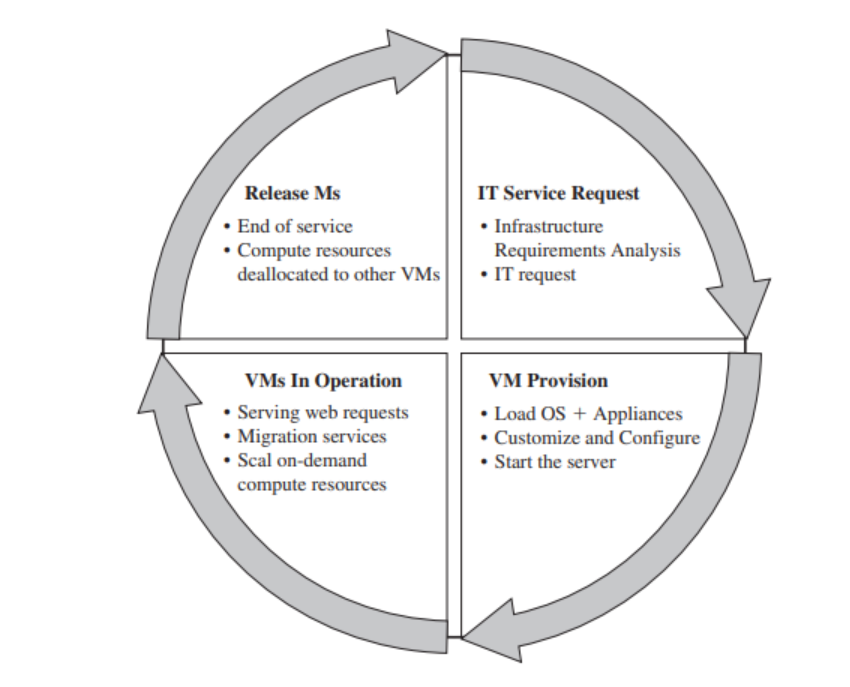 Release Ms
• End of service
• Compute resources
deallocated to other VMs
IT Service Request
• Infrastructure
Requirements Analysis
• IT request
VMs In Operation
• Serving web requests
• Migration services
• Scal on-demand
compute resources
VM Provision
• Load OS + Appliances
• Customize and Configure
• Start the server